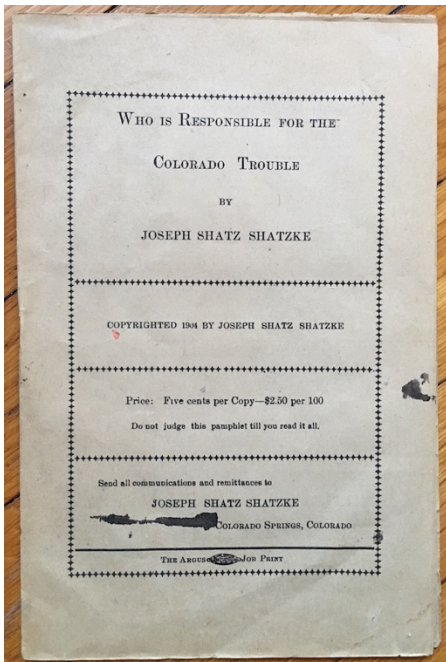 WHO IS RESPONSIBLE FOR THE
COLORADO TROUBLE
BY
JOSEPH SHATZ SHATZKE
COPYRIGHTED 1904 BY JOSEPH SHATZ SHATZKE
Price: Five cents per Copy—$2.50 per 100
Do not judge this pamphlet till you read it all.
Send all communications and remittances to
JOSEPH SHATZ SHATZKE
COLORADO SPRINGS, COLORADO
THE ARGUS JOB PRINT